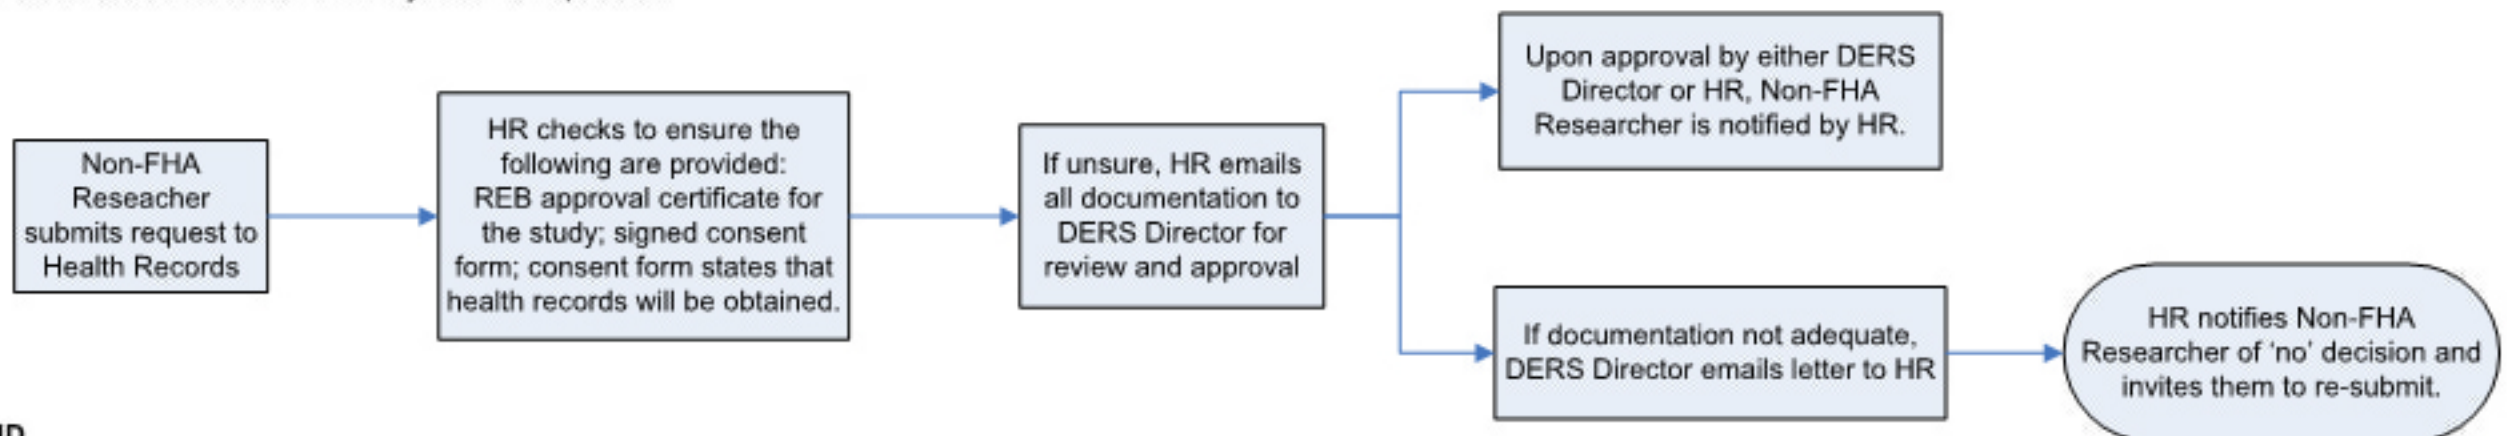 Non-FHA
Reseacher
submits request to
Health Records
HR checks to ensure the
following are provided:
REB approval certificate for
the study; signed consent
form; consent form states that
health records will be obtained.
If unsure, HR emails
all documentation to
DERS Director for
review and approval
Upon approval by either DERS
Director or HR, Non-FHA
Researcher is notified by HR.
If documentation not adequate,
DERS Director emails letter to HR
HR notifies Non-FHA
Researcher of ‘no’ decision and
invites them to re-submit.